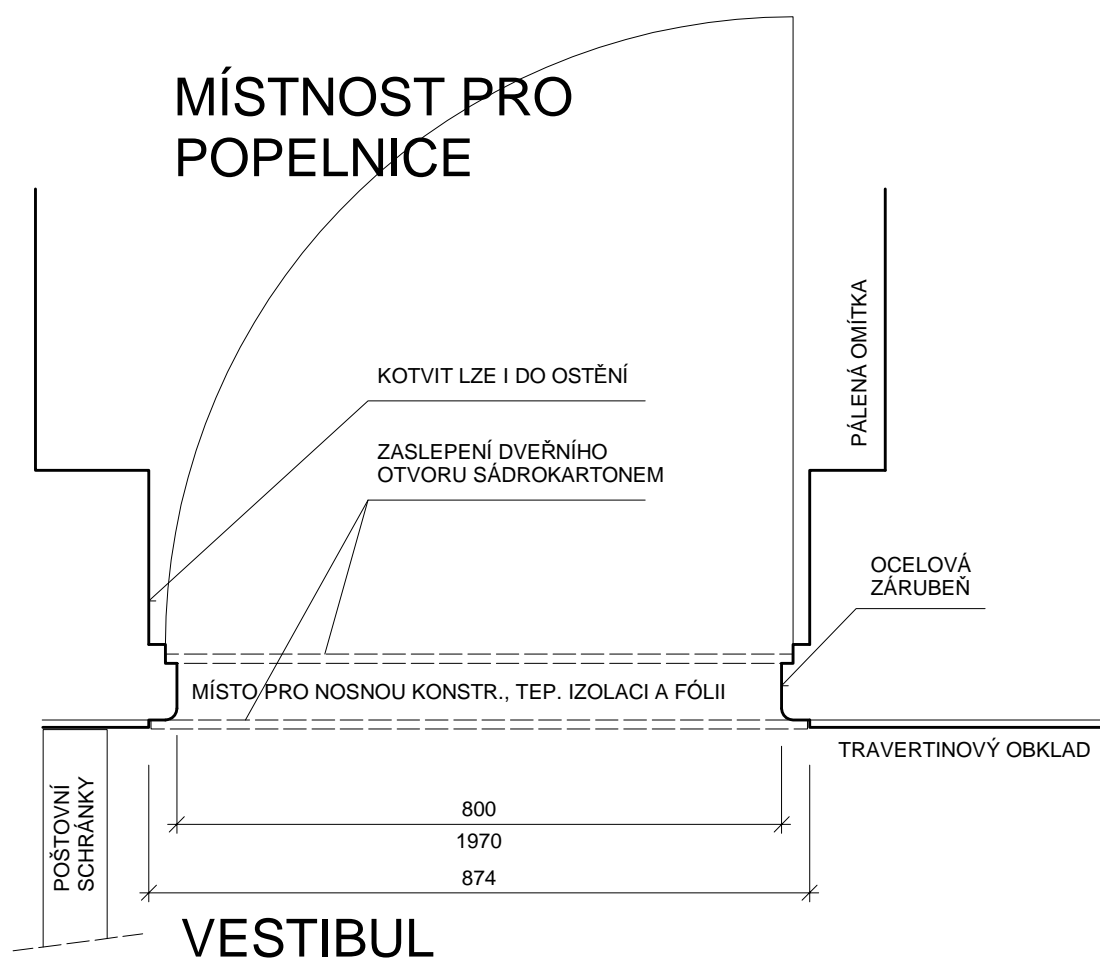 MÍSTNOST PRO
POPELNICE
PÁLENÁ OMÍTKA
KOTVIT LZE I DO OSTĚNÍ
ZASLEPENÍ DVEŘNÍHO
OTVORU SÁDROKARTONEM
OCELOVÁ
ZÁRUBEŇ
MÍSTO PRO NOSNOU KONSTR., TEP. IZOLACI A FÓLII
TRAVERTINOVÝ OBKLAD
POŠTOVNÍ
SCHRÁNKY
800
1970
874
VESTIBUL